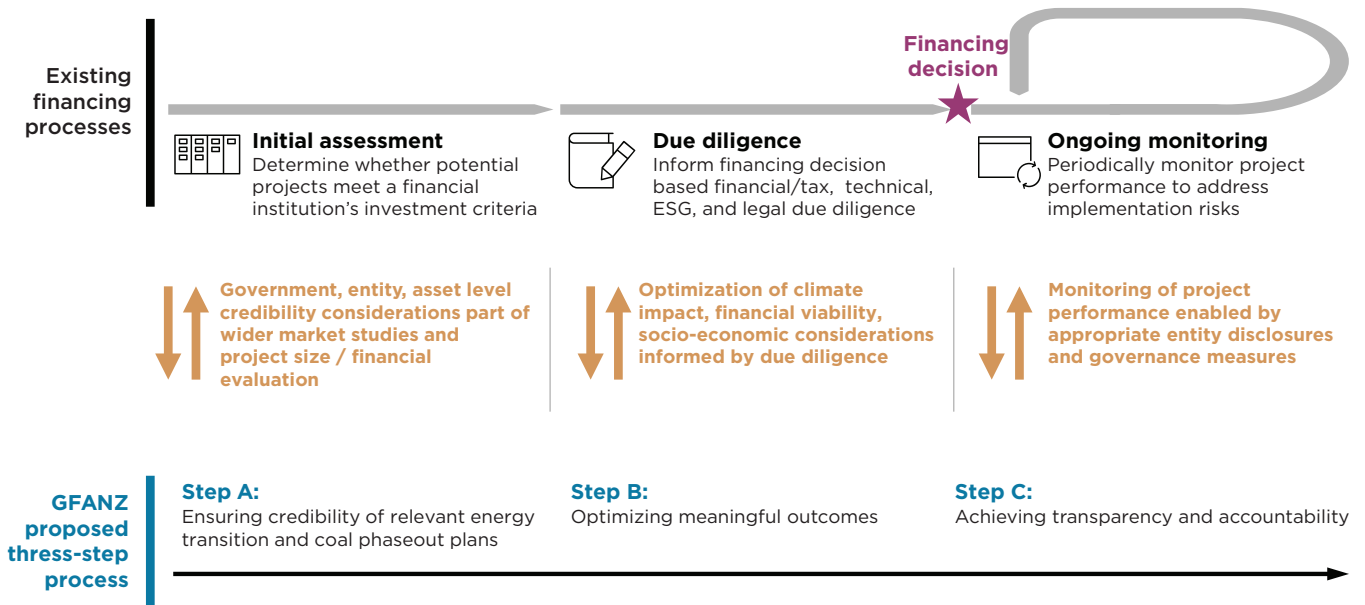 Existing
financing
processes
Financing
decision
Initial assessment
Determine whether potential
projects meet a financial
institution's investment criteria
Due diligence
Inform financing decision
based financial/tax, technical,
ESG, and legal due diligence
Ongoing monitoring
Periodically monitor project
performance to address
implementation risks
Government, entity, asset level
credibility considerations part of
wider market studies and
project size / financial
evaluation
Optimization of climate
impact, financial viability,
socio-economic considerations
informed by due diligence
Monitoring of project
performance enabled by
appropriate entity disclosures
and governance measures
GFANZ
proposed
thress-step
process
Step A:
Ensuring credibility of relevant energy
transition and coal phaseout plans
Step B:
Optimizing meaningful outcomes
Step C:
Achieving transparency and accountability